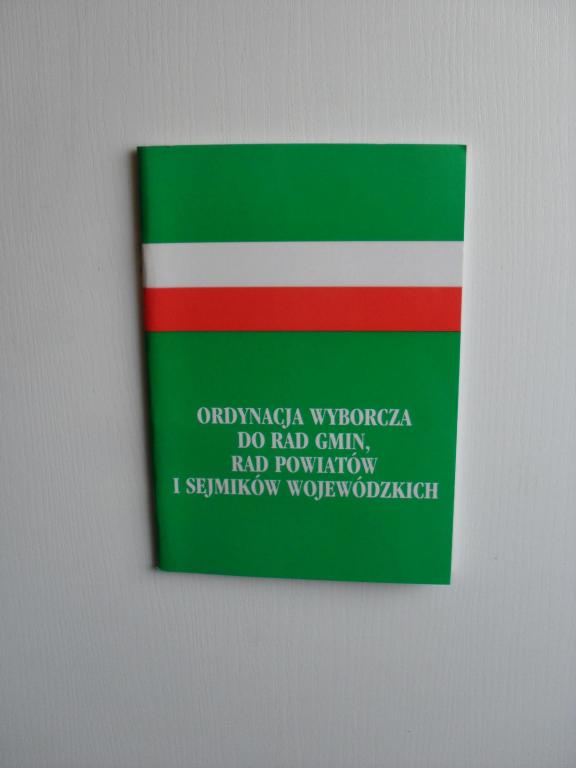 ORDYNACJA WYBORCZA
DO RAD GMIN,
RAD POWIATÓW
I SEJMIKÓW WOJEWÓDZKICH